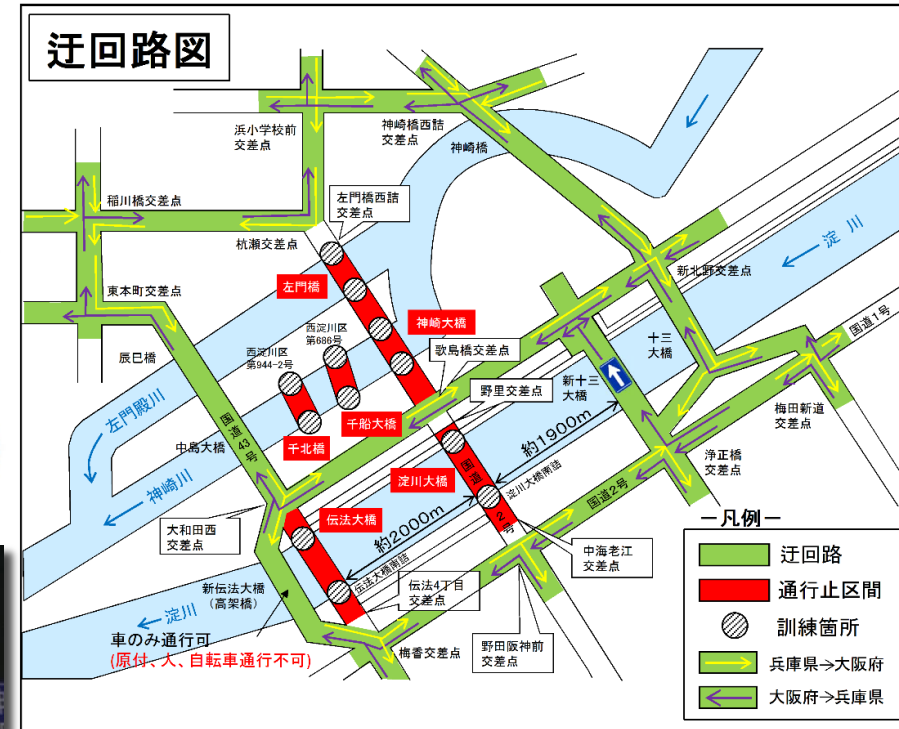 迂回路図
浜小学校前
交差点
神崎橋西詰
交差点
神崎橋
稲川橋交差点
左門橋西詰
交差点
杭瀬交差点
淀川
新北野交差点
東本町交差点
左門橋
神崎大橋
国道1号
西淀川区
第686号
西淀川区
第944-2号
歌島橋交差点
十三
大橋
辰巳橋
野里交差点
新十三
大橋
左門殿川
国道43号
千船大橋
約1900m
梅田新道
交差点
中島大橋
千北橋
淀川大橋
国道2号
淀川大橋南詰
浄正橋
交差点
神崎川
国道2号
大和田西
交差点
伝法大橋
約2000m
中海老江
交差点
伝法大橋南詰
新伝法大橋
(高架橋)
伝法4丁目
交差点
淀川
車のみ通行可
(原付、人、自転車通行不可)
梅香交差点
野田阪神前
交差点
-凡例-
迂回路
通行止区間
訓練箇所
兵庫県→大阪府
大阪府→兵庫県